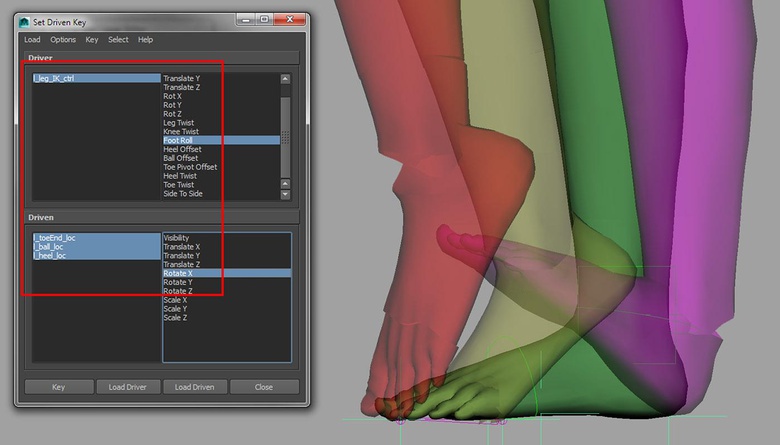 Set Driven Key
Load Options Key Select Help
Driver
l_leg_IK_ctrl
Translate Y
Translate Z
Rot X
Rot Y
Rot Z
Leg Twist
Knee Twist
Foot Roll
Heel Offset
Ball Offset
Toe Pivot Offset
Heel Twist
Toe Twist
Side To Side
Driven
l_toeEnd_loc
l_ball_loc
l_heel_loc
Visibility
Translate X
Translate Y
Translate Z
Rotate X
Rotate Y
Rotate Z
Scale X
Scale Y
Scale Z
Key Load Driver Load Driven Close